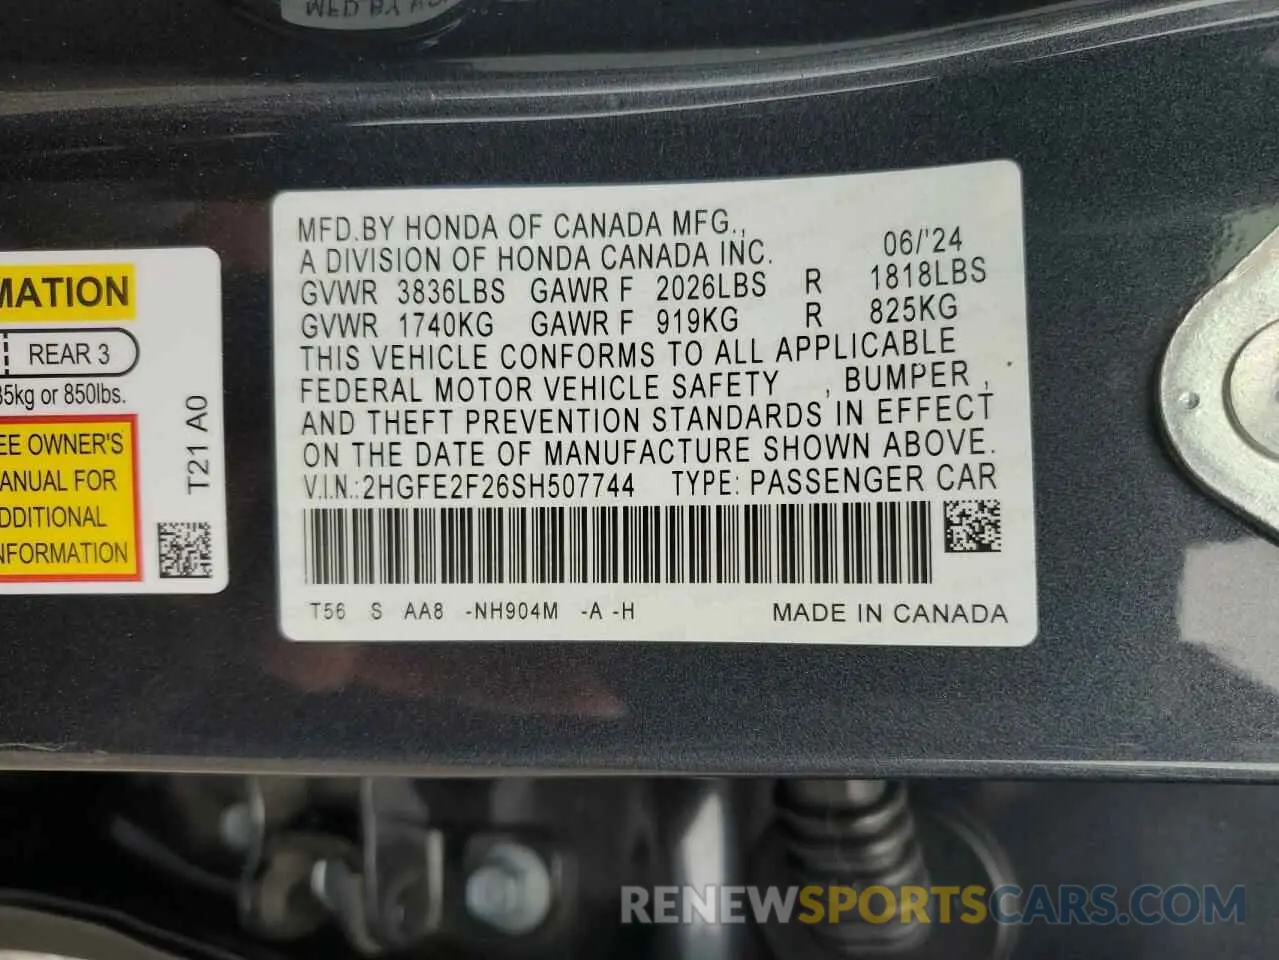 MFD.BY HONDA OF CANADA MFG.,
A DIVISION OF HONDA CANADA INC. 06/'24
GVWR 3836LBS GAWR F 2026LBS R 1818LBS
GVWR 1740KG GAWR F 919KG R 825KG
THIS VEHICLE CONFORMS TO ALL APPLICABLE
FEDERAL MOTOR VEHICLE SAFETY , BUMPER ,
AND THEFT PREVENTION STANDARDS IN EFFECT
ON THE DATE OF MANUFACTURE SHOWN ABOVE.
V.I.N.: 2HGFE2F26SH507744 TYPE: PASSENGER CAR
T56 S AA8 -NH904M -A -H MADE IN CANADA
MATION
REAR 3
35kg or 850lbs.
EE OWNER'S
ANUAL FOR
DDITIONAL
NFORMATION
T21 A0
RENEWSPORTSCARS.COM